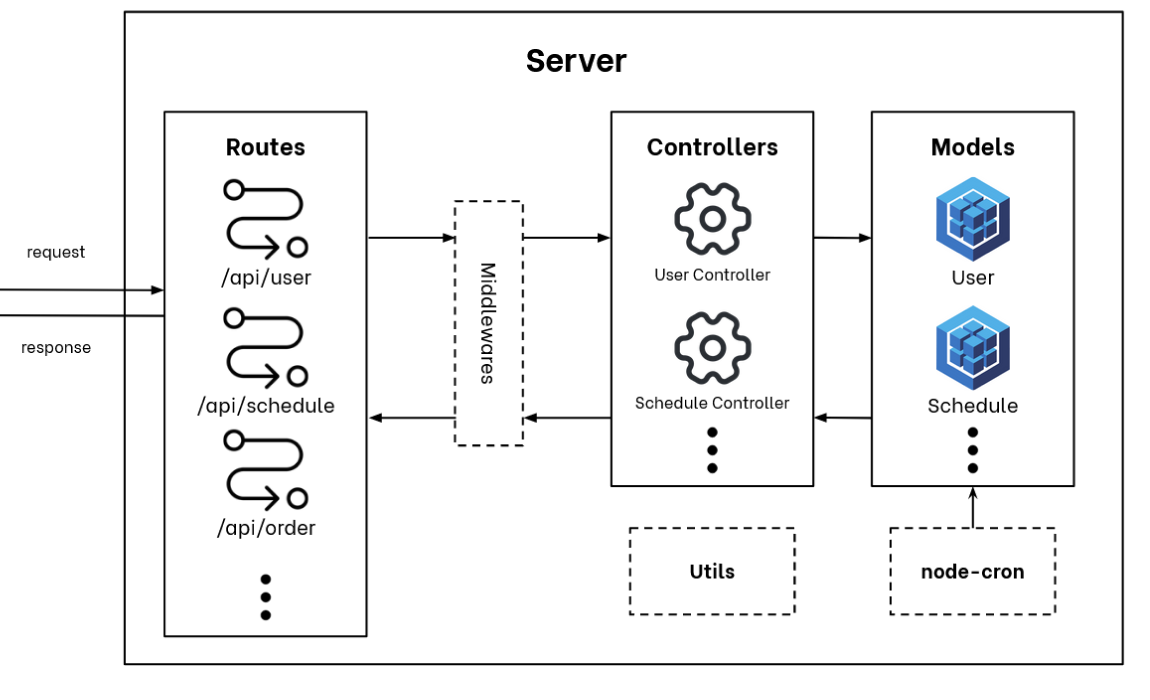 Server
request
response
Routes
/api/user
/api/schedule
/api/order
Middlewares
Controllers
User Controller
Schedule Controller
Utils
Models
User
Schedule
node-cron